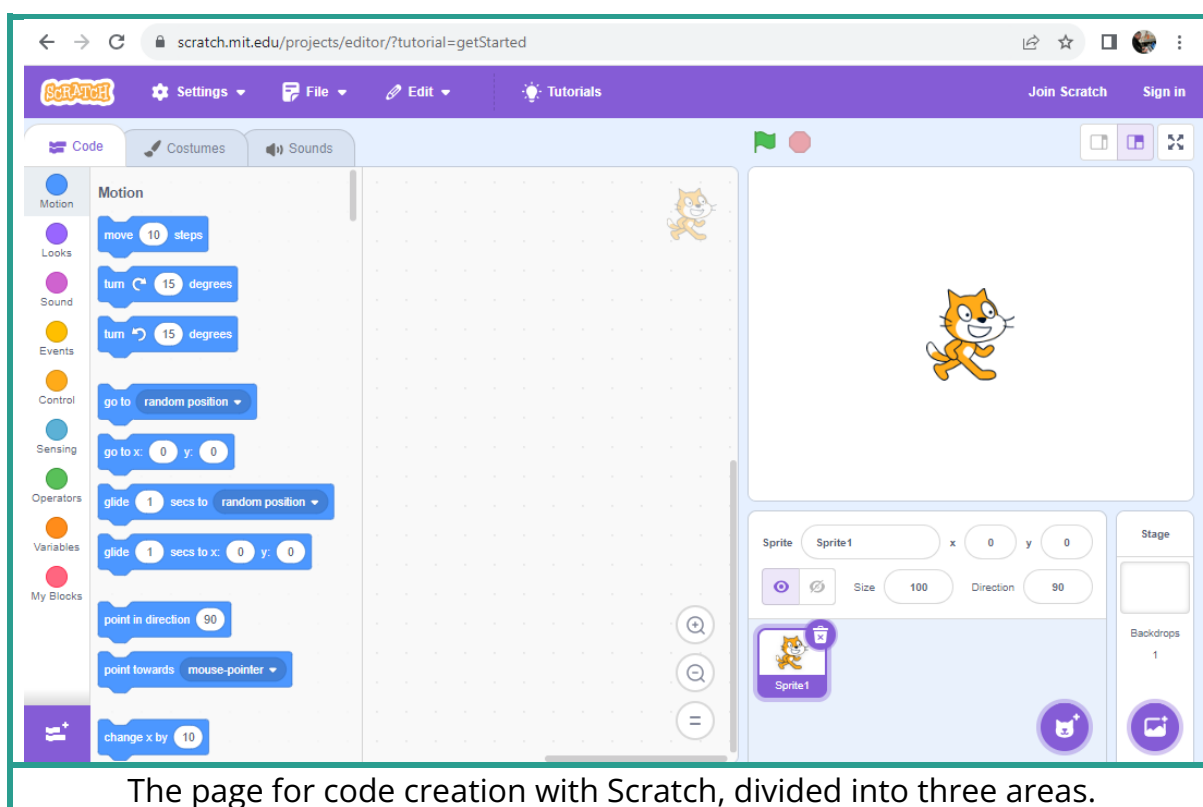 scratch.mit.edu/projects/editor/?tutorial=getStarted
SCRATCH
Settings
File
Edit
Tutorials
Join Scratch
Sign in
Code
Costumes
Sounds
Motion
Looks
Sound
Events
Control
Sensing
Operators
Variables
My Blocks
Motion
move 10 steps
turn 15 degrees
turn 15 degrees
go to random position
go to x: 0 y: 0
glide 1 secs to random position
glide 1 secs to x: 0 y: 0
point in direction 90
point towards mouse-pointer
change x by 10
Sprite Sprite1 x 0 y 0
Size 100 Direction 90
Sprite1
Stage
Backdrops
1
The page for code creation with Scratch, divided into three areas.